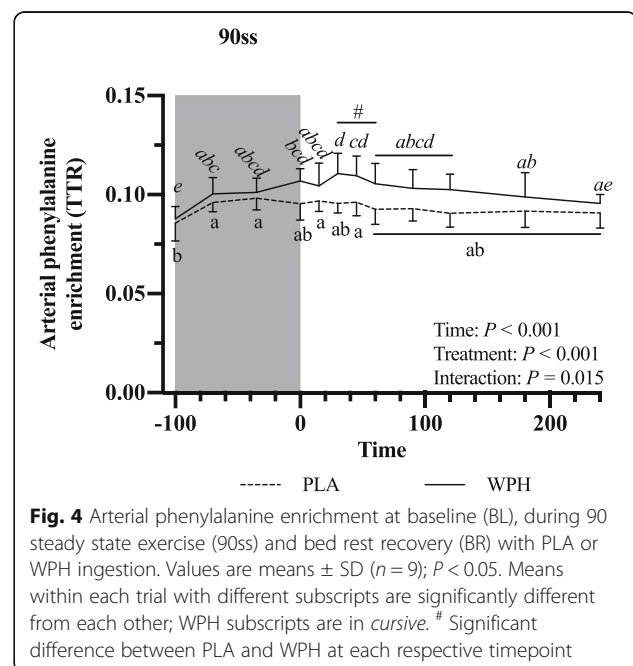 90ss
0.15
0.10
0.05
0.00
Arterial phenylalanine
enrichment (TTR)
e
abc
abcd
bcd
abcd
d
cd
#
abcd
ab
ae
b
a
a
ab
a
ab
a
ab
Time: P < 0.001
Treatment: P < 0.001
Interaction: P = 0.015
-100
0
100
200
Time
PLA
WPH
Fig. 4 Arterial phenylalanine enrichment at baseline (BL), during 90
steady state exercise (90ss) and bed rest recovery (BR) with PLA or
WPH ingestion. Values are means ± SD (n = 9); P < 0.05. Means
within each trial with different subscripts are significantly different
from each other; WPH subscripts are in cursive. # Significant
difference between PLA and WPH at each respective timepoint